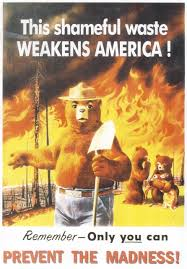 This shameful waste
WEAKENS AMERICA!
Remember – Only you can
PREVENT THE MADNESS!